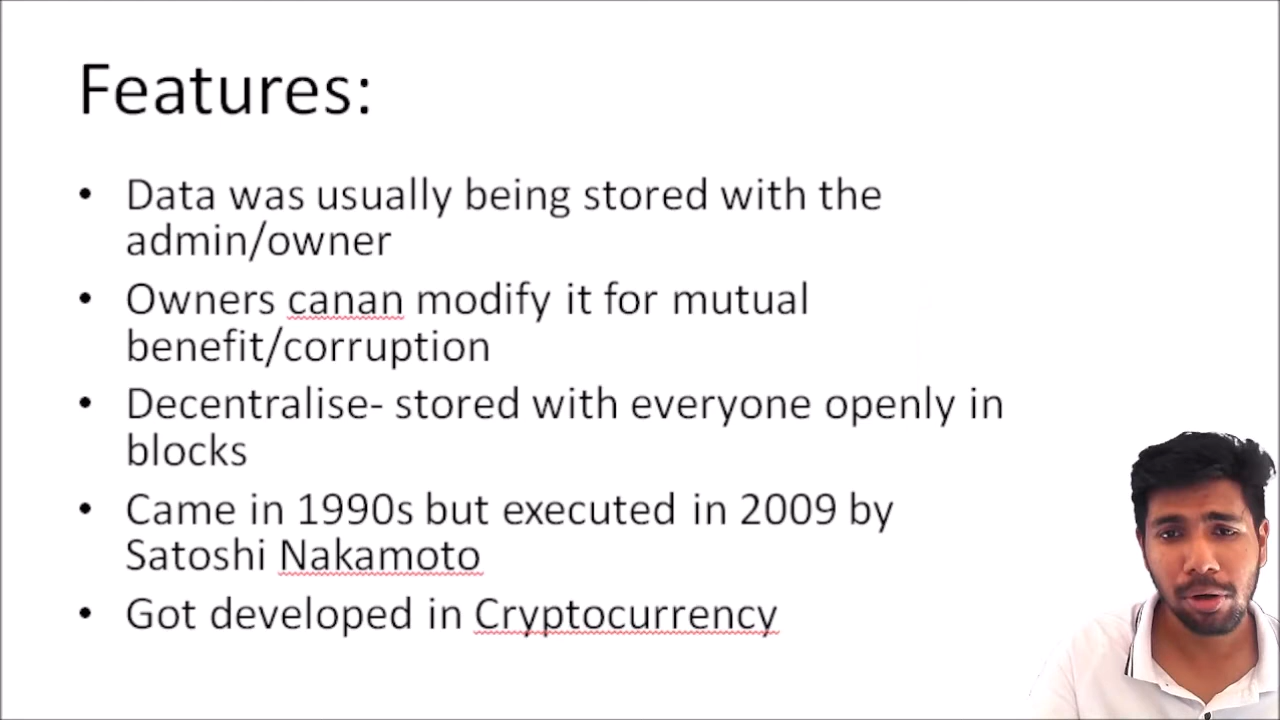 Features:
• Data was usually being stored with the
admin/owner
• Owners canan modify it for mutual
benefit/corruption
• Decentralise- stored with everyone openly in
blocks
• Came in 1990s but executed in 2009 by
Satoshi Nakamoto
• Got developed in Cryptocurrency